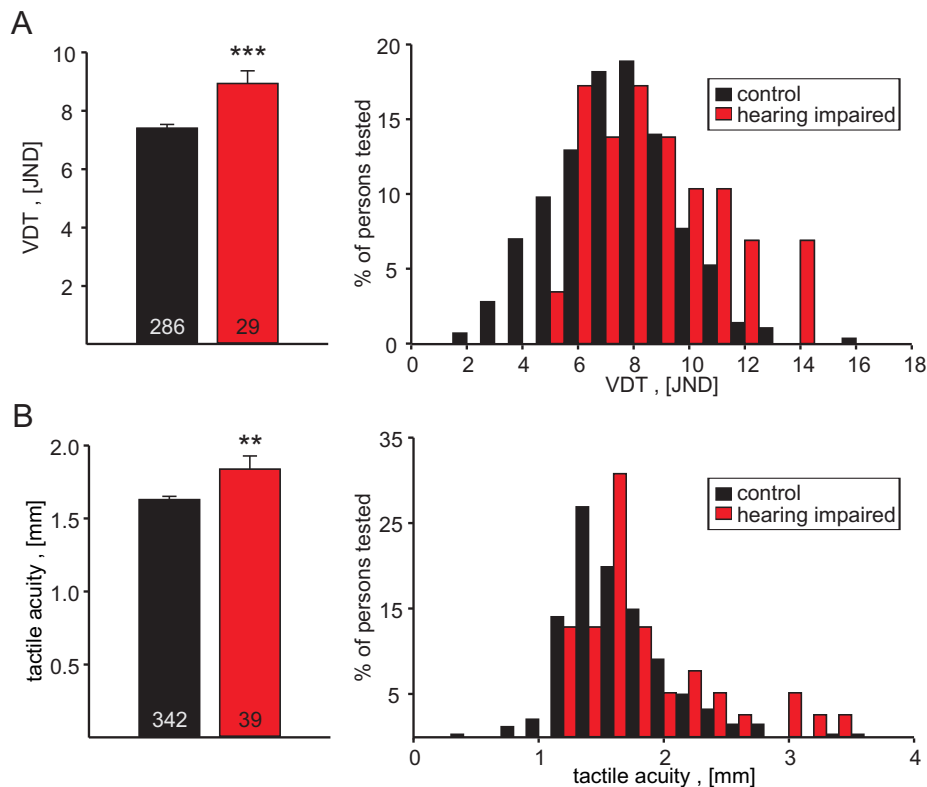 A
VDT , [JND]
10
8
6
4
2
***
286
29
% of persons tested
20
15
10
5
0
control
hearing impaired
0 2 4 6 8 10 12 14 16 18
VDT , [JND]
B
tactile acuity , [mm]
2.0
1.5
1.0
0.5
**
342
39
% of persons tested
35
25
15
5
control
hearing impaired
0 1 2 3 4
tactile acuity , [mm]